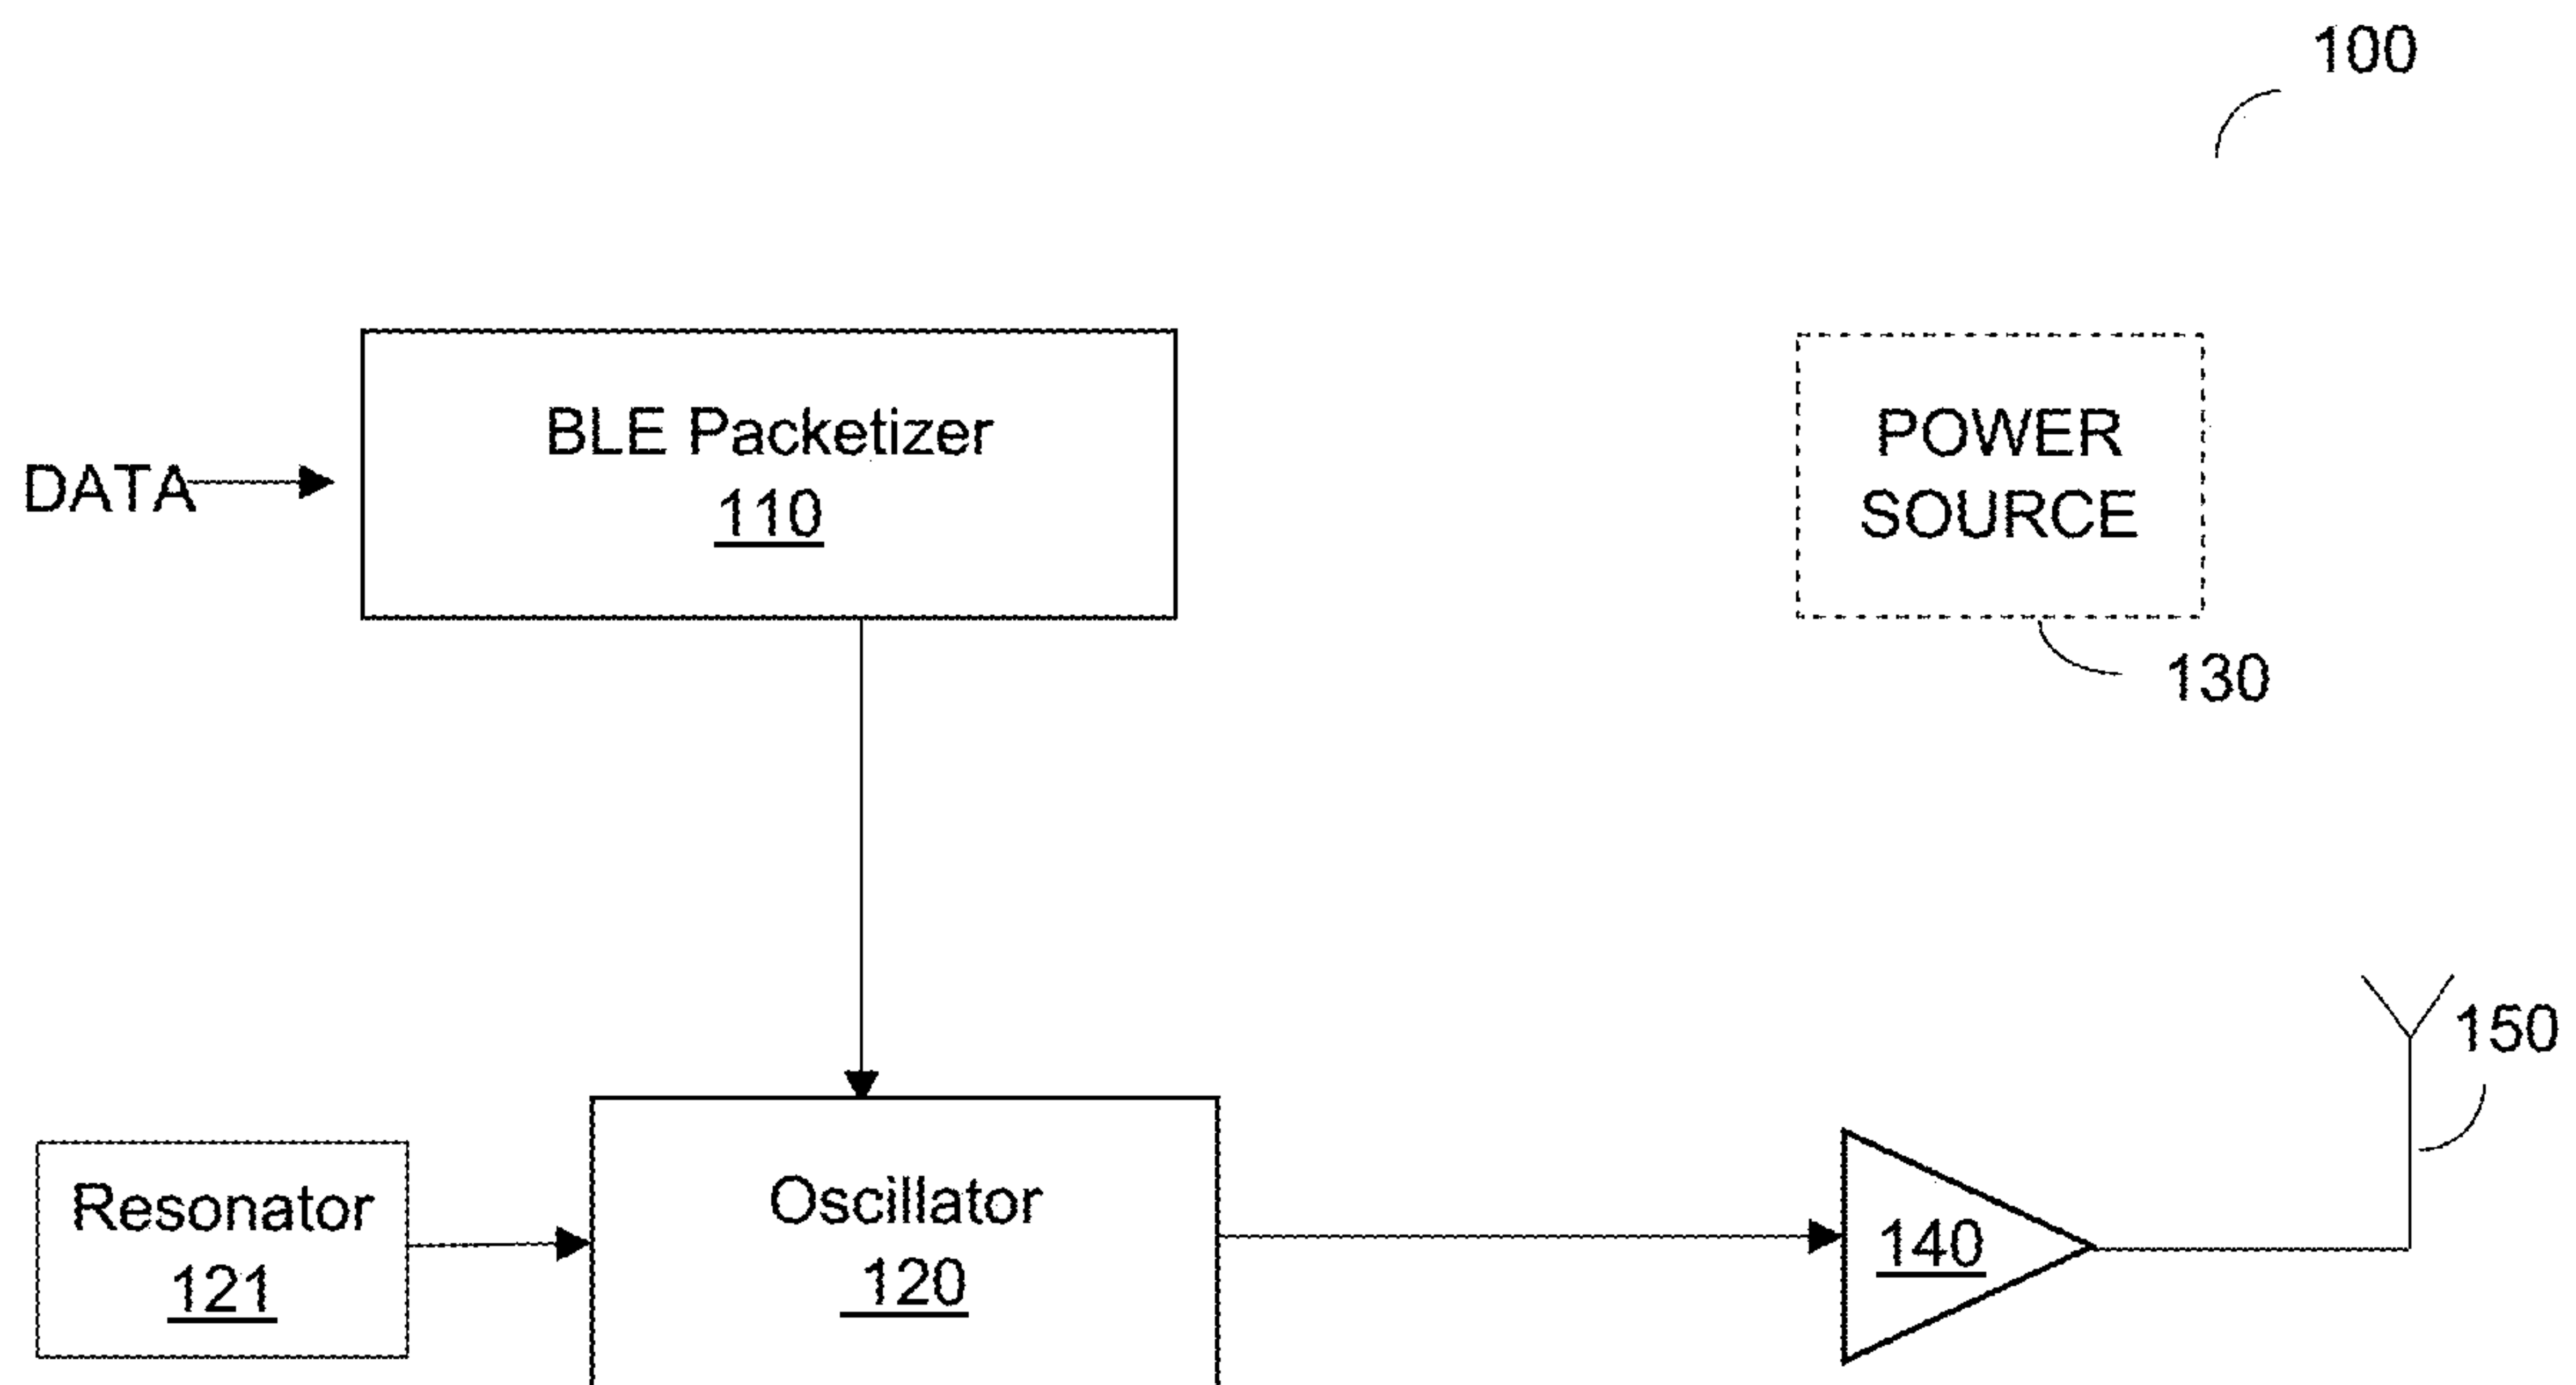 100
BLE Packetizer
110
DATA
POWER
SOURCE
130
150
Resonator
121
Oscillator
120
140